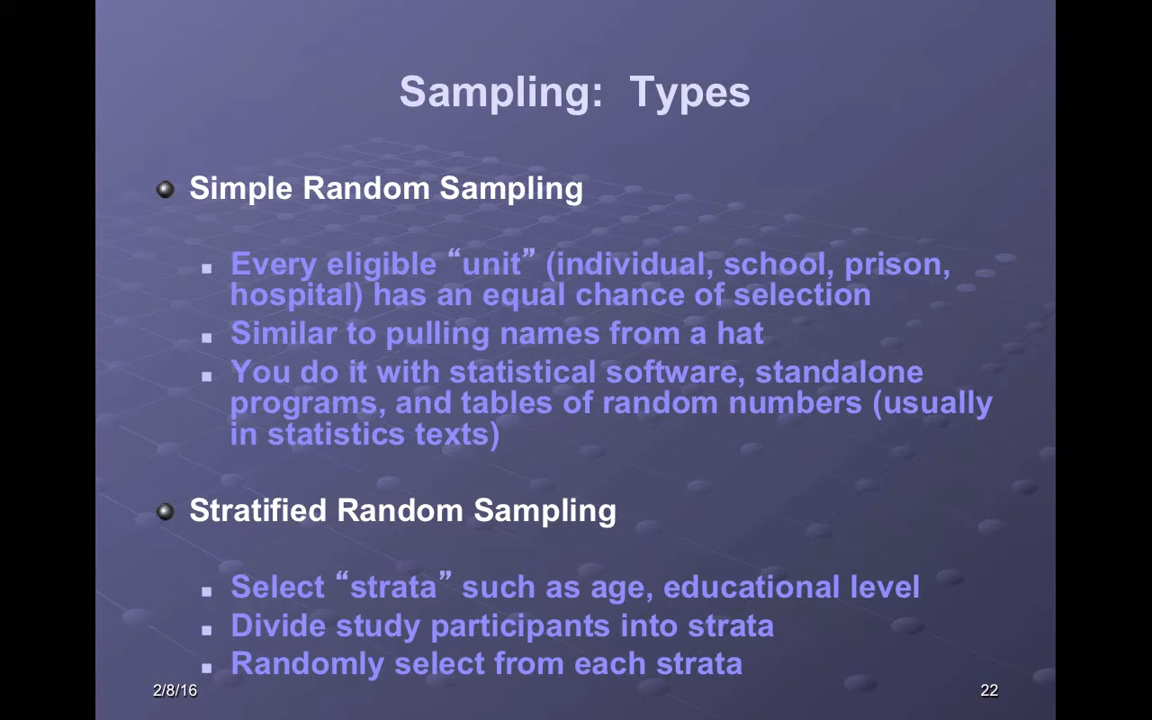 Sampling: Types
Simple Random Sampling
Every eligible “unit” (individual, school, prison,
hospital) has an equal chance of selection
Similar to pulling names from a hat
You do it with statistical software, standalone
programs, and tables of random numbers (usually
in statistics texts)
Stratified Random Sampling
Select “strata” such as age, educational level
Divide study participants into strata
Randomly select from each strata
2/8/16
22